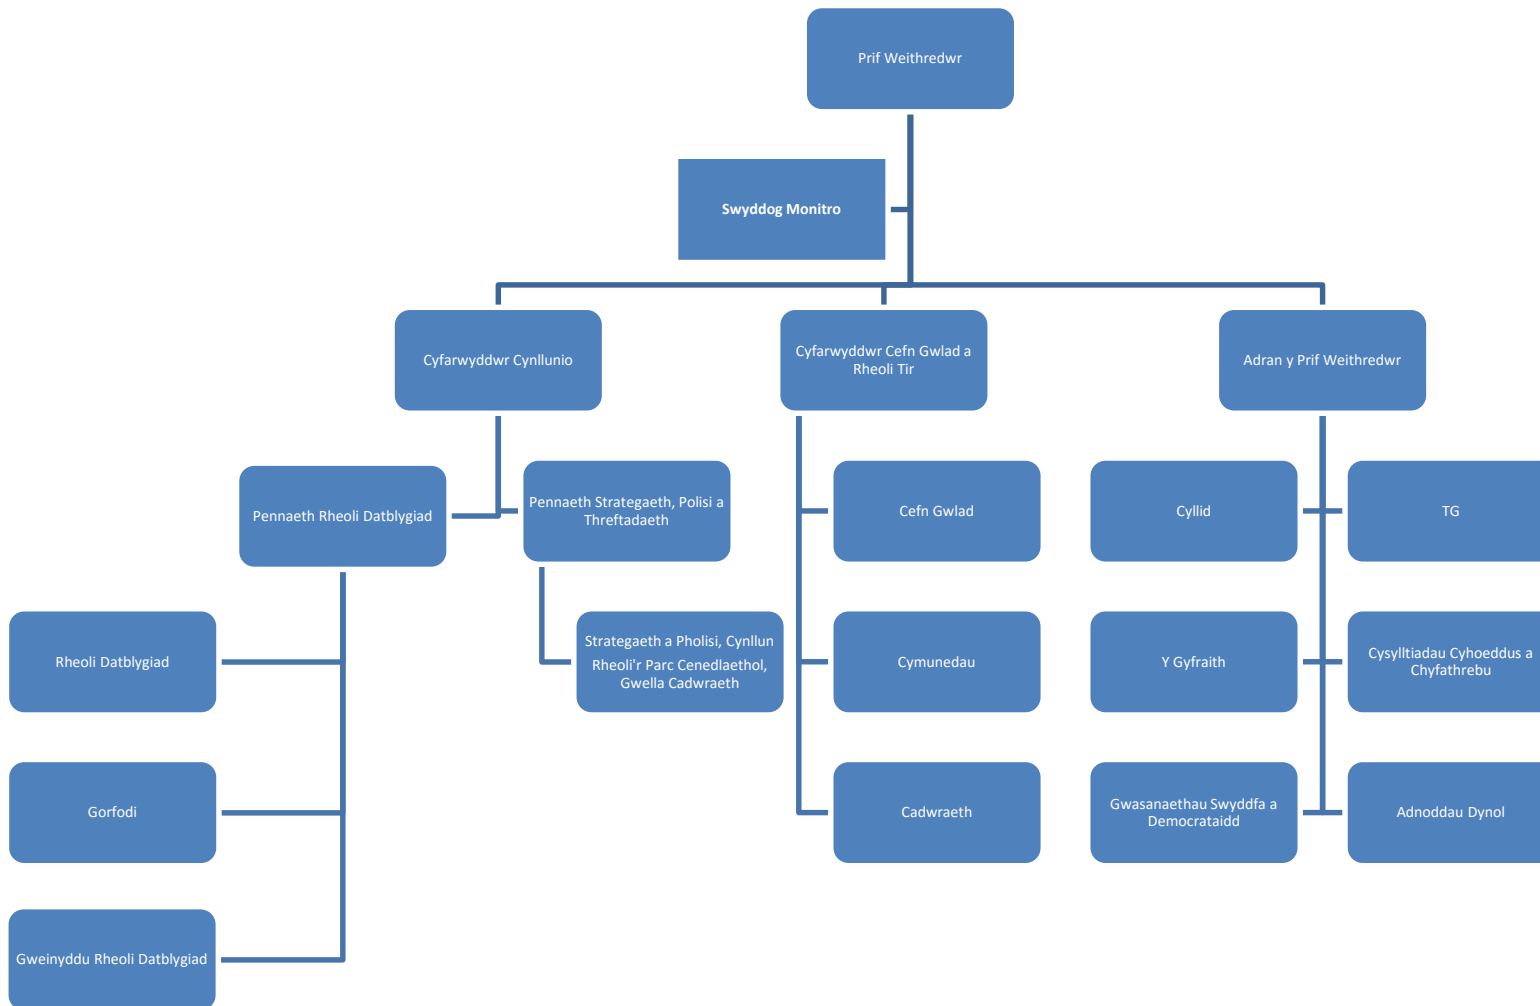 Prif Weithredwr
Swyddog Monitro
Cyfarwyddwr Cynllunio
Cyfarwyddwr Cefn Gwlad a
Rheoli Tir
Adran y Prif Weithredwr
Pennaeth Rheoli Datblygiad
Pennaeth Strategaeth, Polisi a
Threftadaeth
Cefn Gwlad
Cyllid
TG
Rheoli Datblygiad
Strategaeth a Pholisi, Cynllun
Rheoli'r Parc Cenedlaethol,
Gwella Cadwraeth
Cymunedau
Y Gyfraith
Cysylltiadau Cyhoeddus a
Chyfathrebu
Gorfodi
Cadwraeth
Gwasanaethau Swyddfa a
Democrataidd
Adnoddau Dynol
Gweinyddu Rheoli Datblygiad